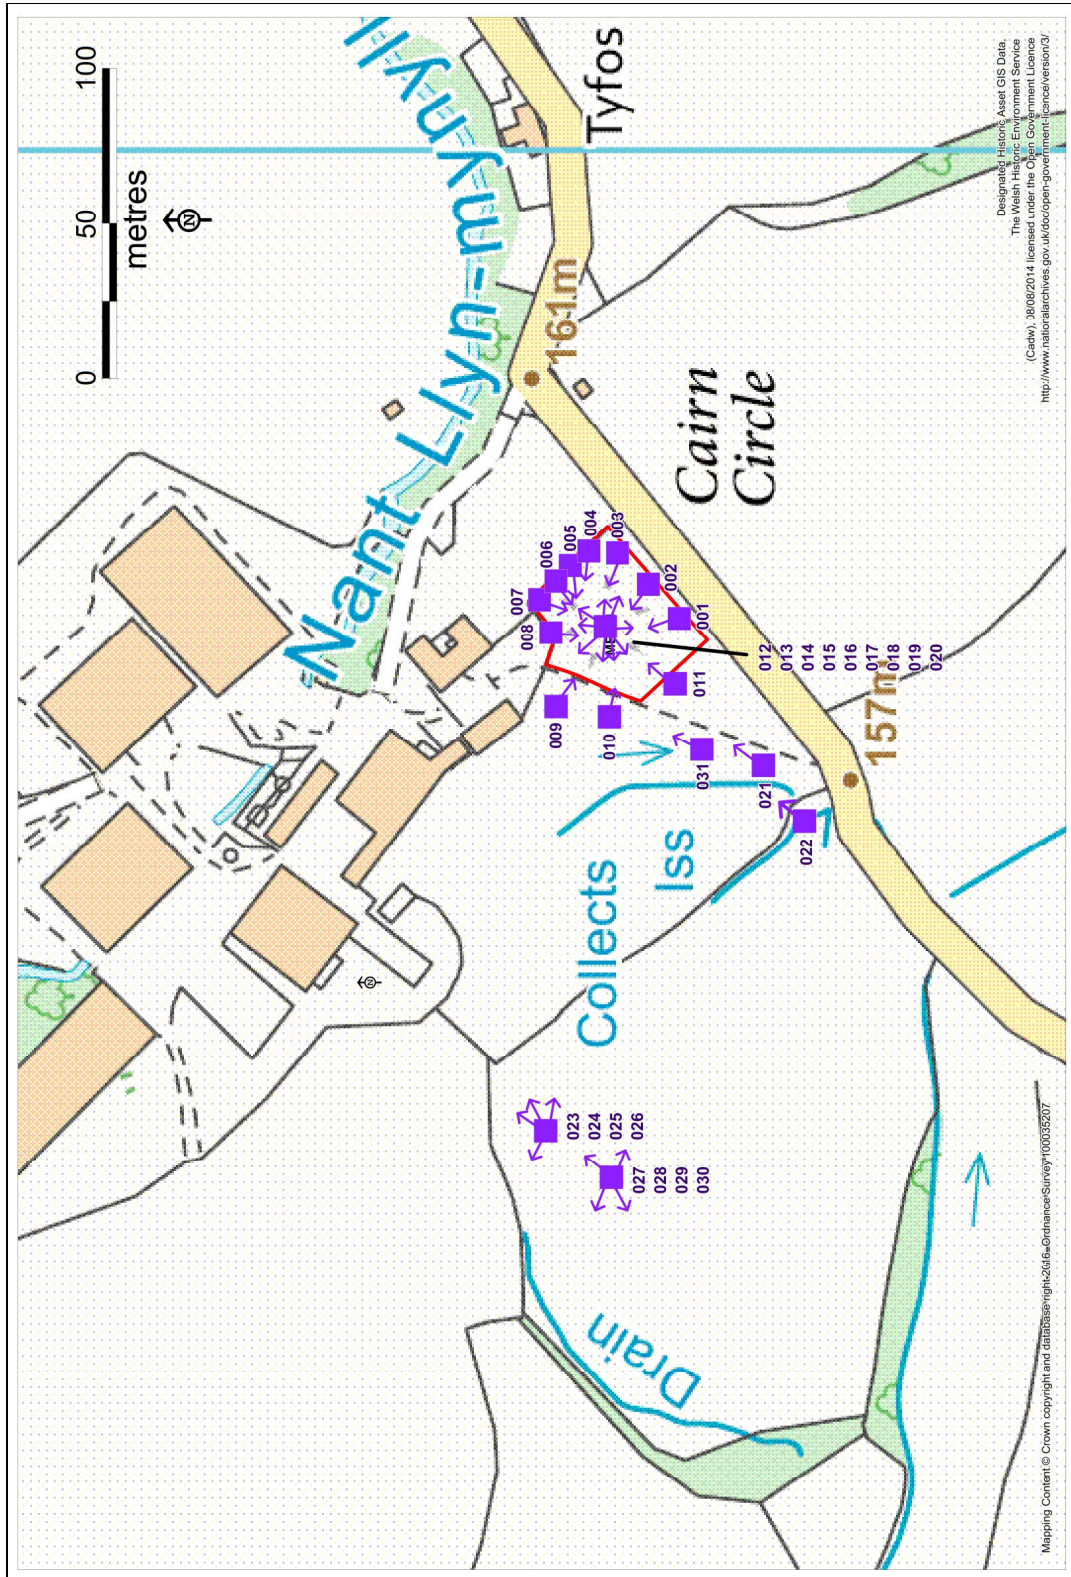 0
50
100
metres
N
Nant Llyn-mynyl
Tyfos
161m
Cairn
Circle
157m
Collects
Iss
Drain
001
002
003
004
005
006
007
008
009
010
011
012
013
014
015
016
017
018
019
020
031
021
022
023
024
025
026
027
028
029
030
N
Designated Historic Asset GIS Data,
The Welsh Historic Environment Service
(Cadw), 08/08/2014 licensed under the Open Government Licence
http://www.nationalarchives.gov.uk/doc/open-government-licence/version/3/
Mapping Content © Crown copyright and database right 2016 Ordnance Survey 100035207